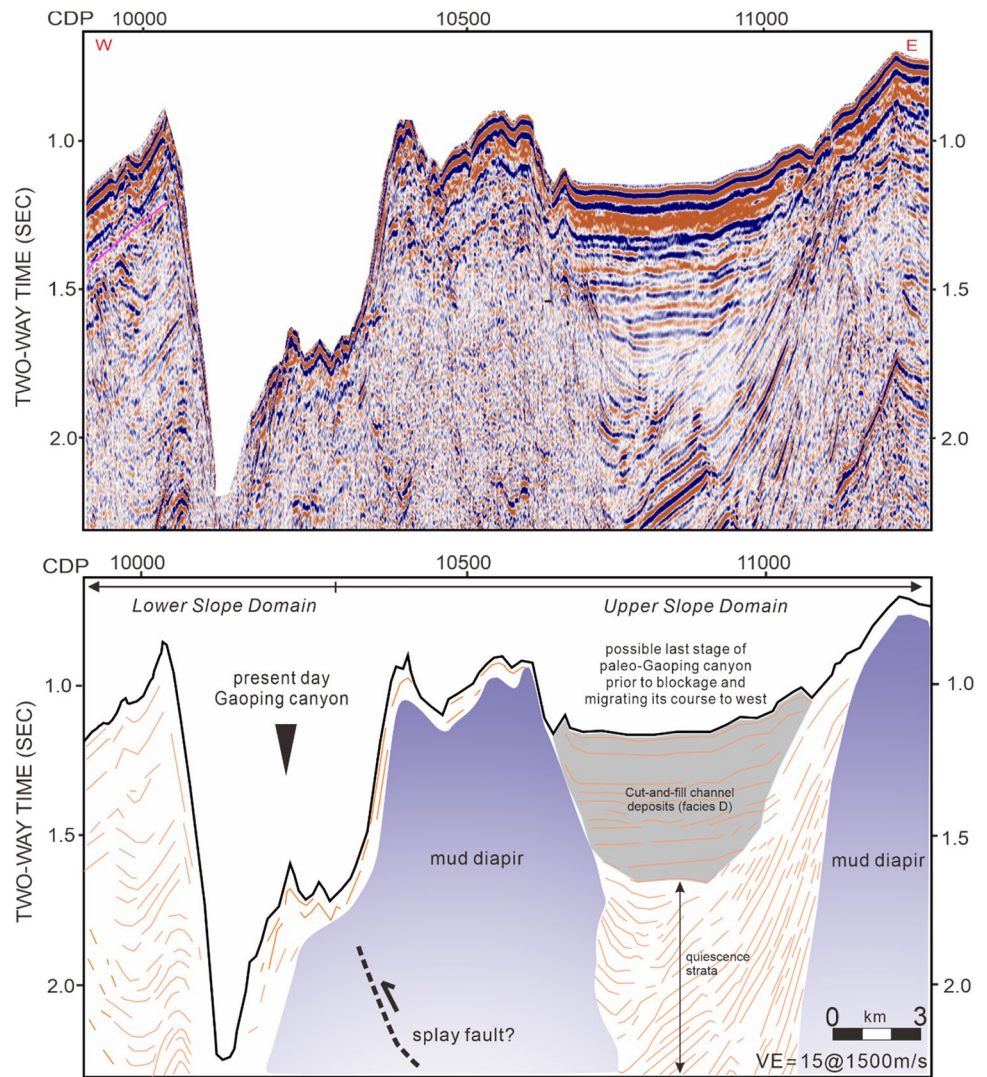 CDP 10000 10500 11000
W E
1.0 1.0
1.5 1.5
2.0 2.0
TWO-WAY TIME (SEC)
CDP 10000 10500 11000
Lower Slope Domain Upper Slope Domain
present day
Gaoping canyon
possible last stage of
paleo-Gaoping canyon
prior to blockage and
migrating its course to west
1.0 1.0
Cut-and-fill channel
deposits (facies D)
1.5 1.5
mud diapir
mud diapir
TWO-WAY TIME (SEC)
quiescence
strata
2.0 2.0
splay fault?
0 km 3
VE=15@1500m/s